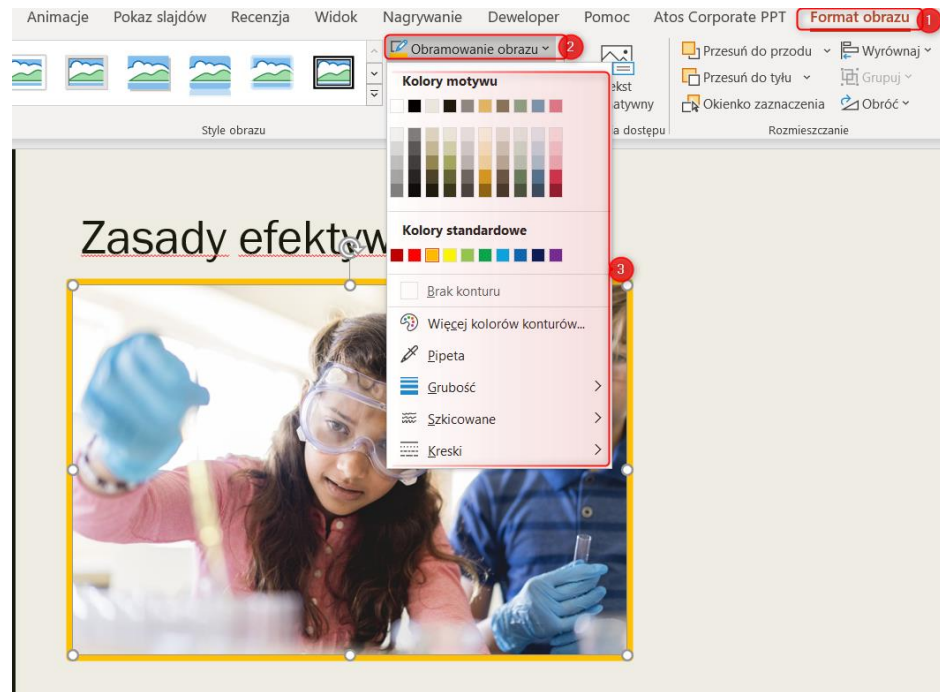 Animacje Pokaz slajdów Recenzja Widok Nagrywanie Deweloper Pomoc Atos Corporate PPT Format obrazu 1
Obramowanie obrazu 2
Przesuń do przodu Wyrównaj
Przesuń do tyłu Grupuj
Okienko zaznaczenia Obróć
Style obrazu
Rozmieszczanie
Kolory motywu
Kolory standardowe
3
Brak konturu
Więcej kolorów konturów...
Pipeta
Grubość
Szkicowane
Kreski
Zasady